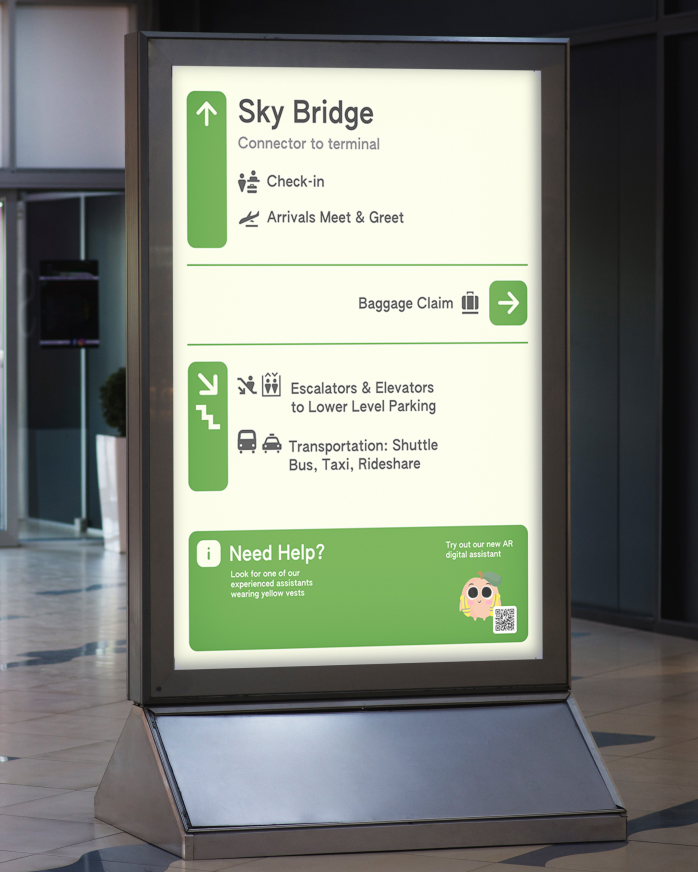 Sky Bridge
Connector to terminal
Check-in
Arrivals Meet & Greet
Baggage Claim
Escalators & Elevators
to Lower Level Parking
Transportation: Shuttle
Bus, Taxi, Rideshare
i
Need Help?
Look for one of our
experienced assistants
wearing yellow vests
Try out our new AR
digital assistant